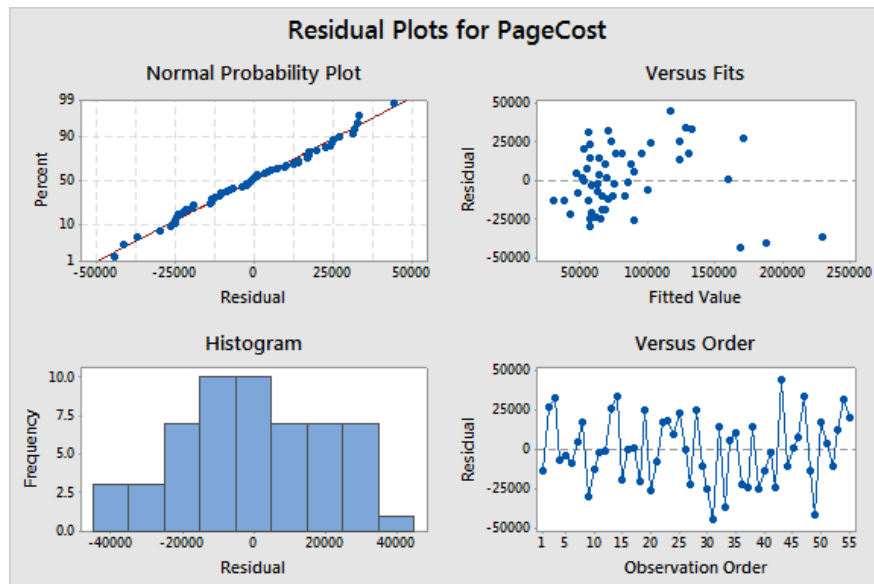 Residual Plots for PageCost
Normal Probability Plot
99
90
50
10
1
Percent
-50000 -25000 0 25000 50000
Residual
Versus Fits
50000
25000
0
-25000
-50000
Residual
50000 100000 150000 200000 250000
Fitted Value
Histogram
10.0
7.5
5.0
2.5
0.0
Frequency
-40000 -20000 0 20000 40000
Residual
Versus Order
50000
25000
0
-25000
-50000
Residual
1 5 10 15 20 25 30 35 40 45 50 55
Observation Order